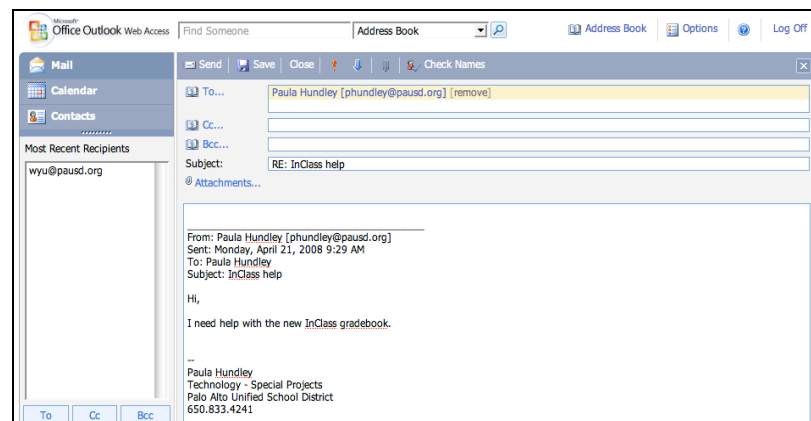 Microsoft
Office Outlook Web Access
Find Someone
Address Book
Address Book
Options
Log Off
Mail
Calendar
Contacts
Most Recent Recipients
wyu@pausd.org
To
Cc
Bcc
Send
Save
Close
Check Names
To...
Paula Hundley [phundley@pausd.org] [remove]
Cc...
Bcc...
Subject:
RE: InClass help
Attachments...
From: Paula Hundley [phundley@pausd.org]
Sent: Monday, April 21, 2008 9:29 AM
To: Paula Hundley
Subject: InClass help
Hi,
I need help with the new InClass gradebook.
--
Paula Hundley
Technology - Special Projects
Palo Alto Unified School District
650.833.4241